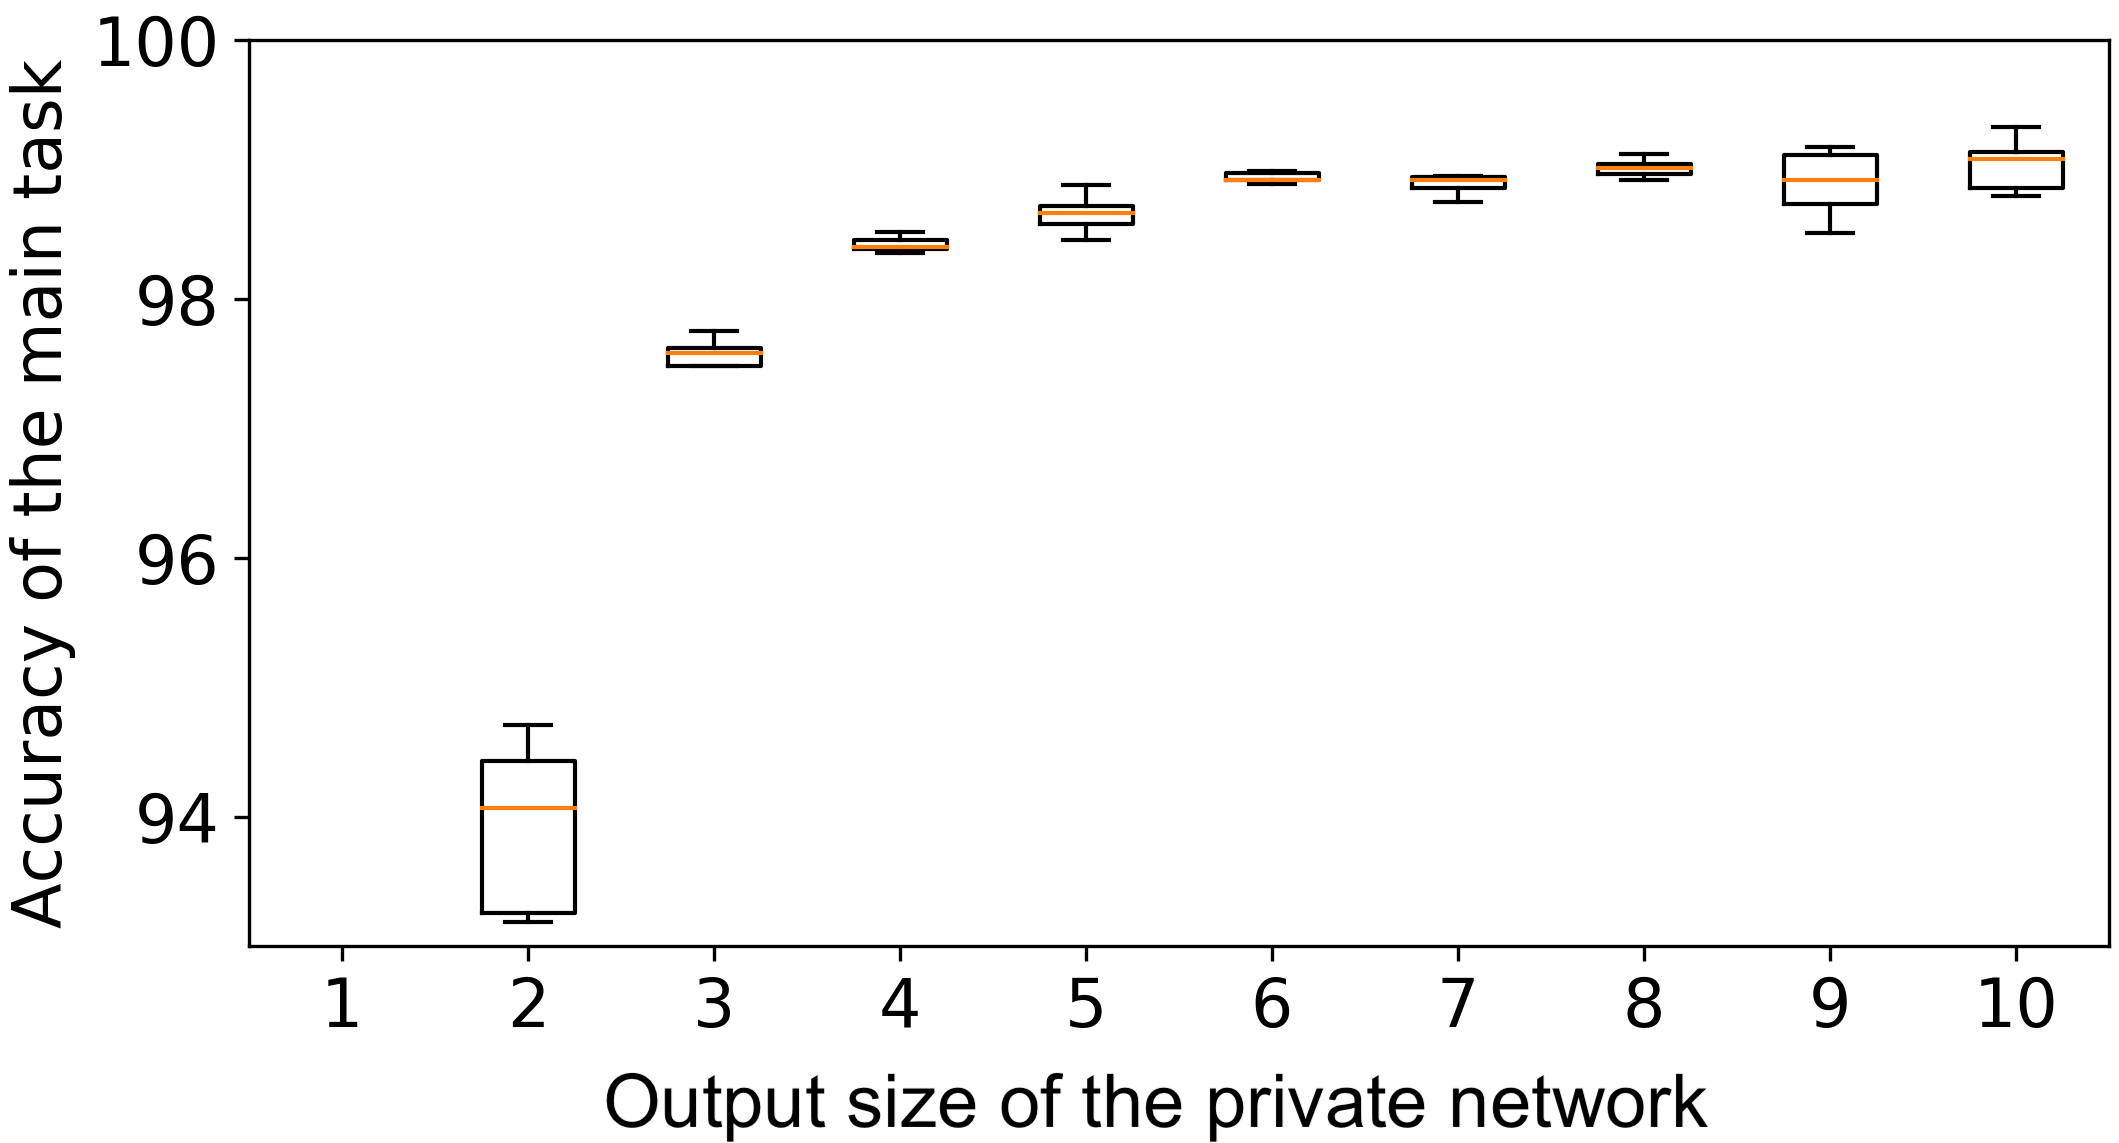 Accuracy of the main task
100
98
96
94
1 2 3 4 5 6 7 8 9 10
Output size of the private network